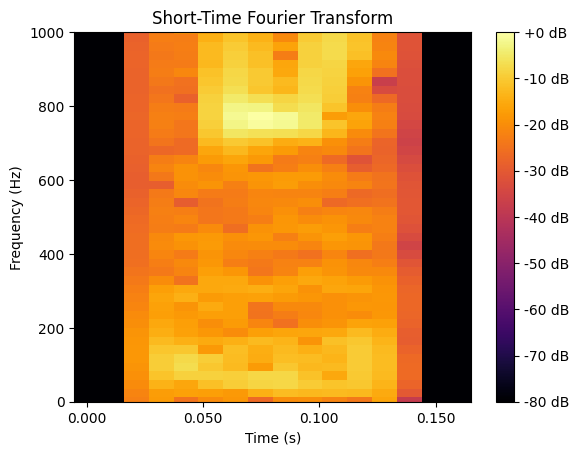 Short-Time Fourier Transform
1000
800
600
400
200
0
Frequency (Hz)
0.000
0.050
0.100
0.150
Time (s)
+0 dB
-10 dB
-20 dB
-30 dB
-40 dB
-50 dB
-60 dB
-70 dB
-80 dB